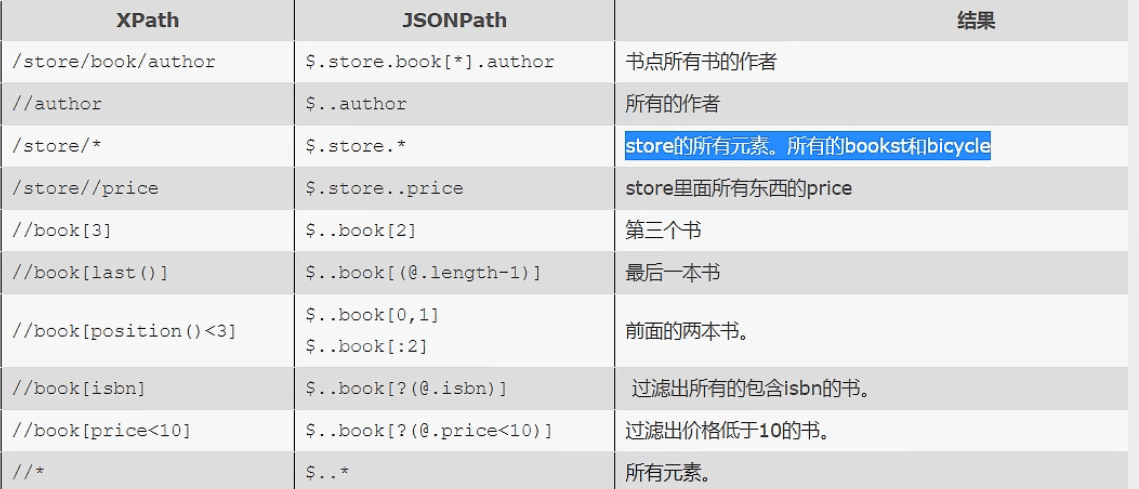 XPath JSONPath 结果
/store/book/author $.store.book[*].author 书点所有书的作者
//author $..author 所有的作者
/store/* $.store.* store的所有元素。所有的bookst和bicycle
/store//price $.store..price store里面所有东西的price
//book[3] $..book[2] 第三个书
//book[last()] $..book[(@.length-1)] 最后一本书
//book[position()<3] $..book[0,1]
$..book[:2] 前面的两本书。
//book[isbn] $..book[?(@.isbn)] 过滤出所有的包含isbn的书。
//book[price<10] $..book[?(@.price<10)] 过滤出价格低于10的书。
//* $..* 所有元素。